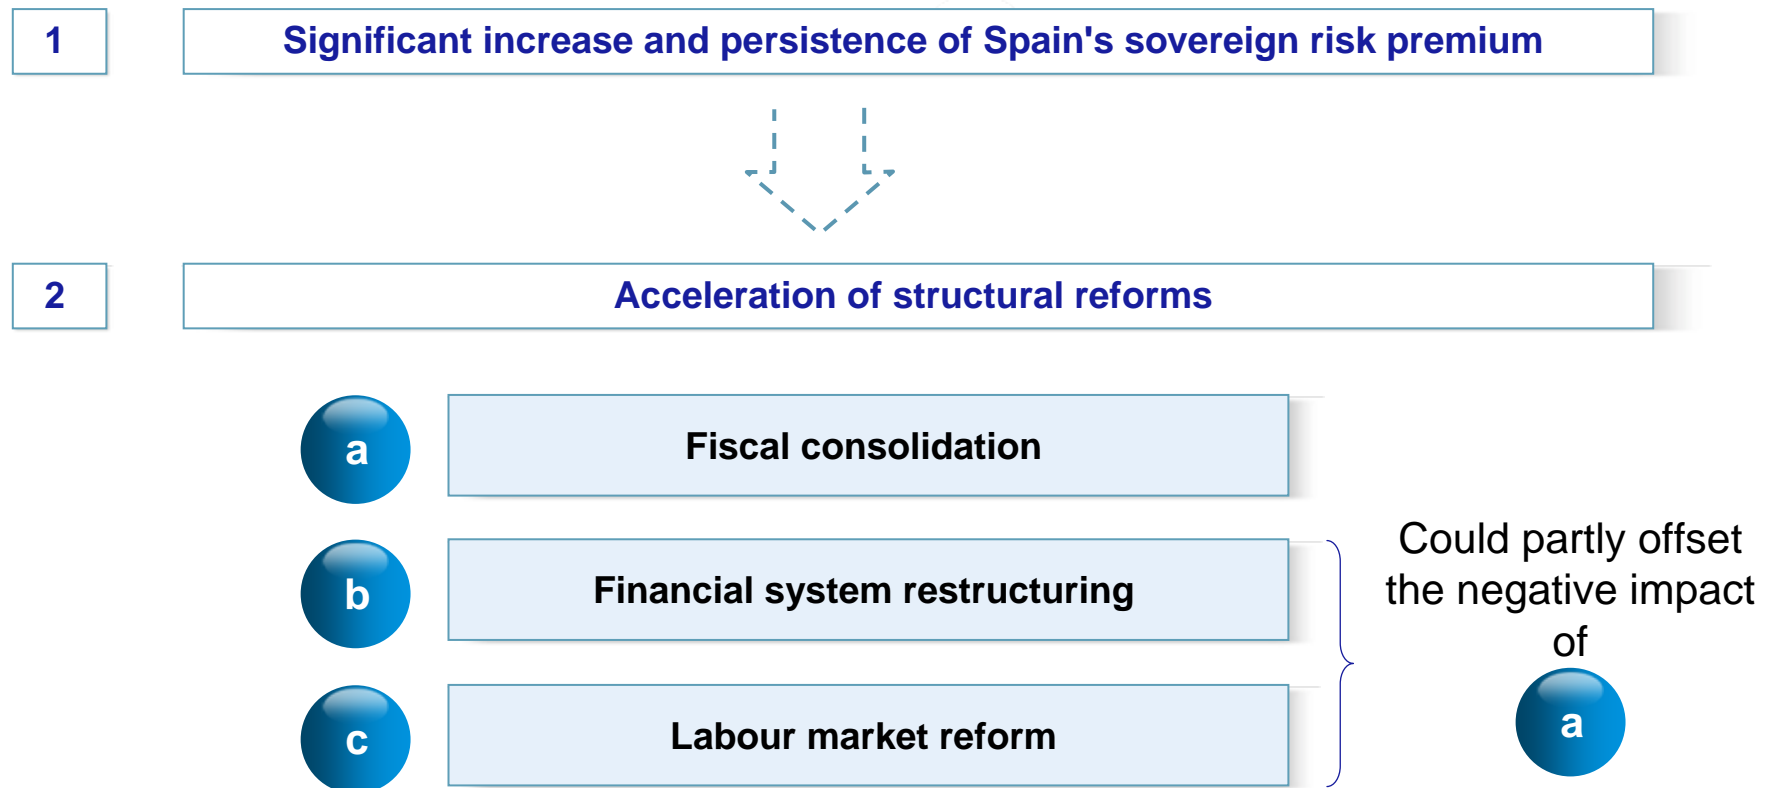 1
Significant increase and persistence of Spain's sovereign risk premium
2
Acceleration of structural reforms
a
Fiscal consolidation
b
Financial system restructuring
c
Labour market reform
Could partly offset
the negative impact
of
a